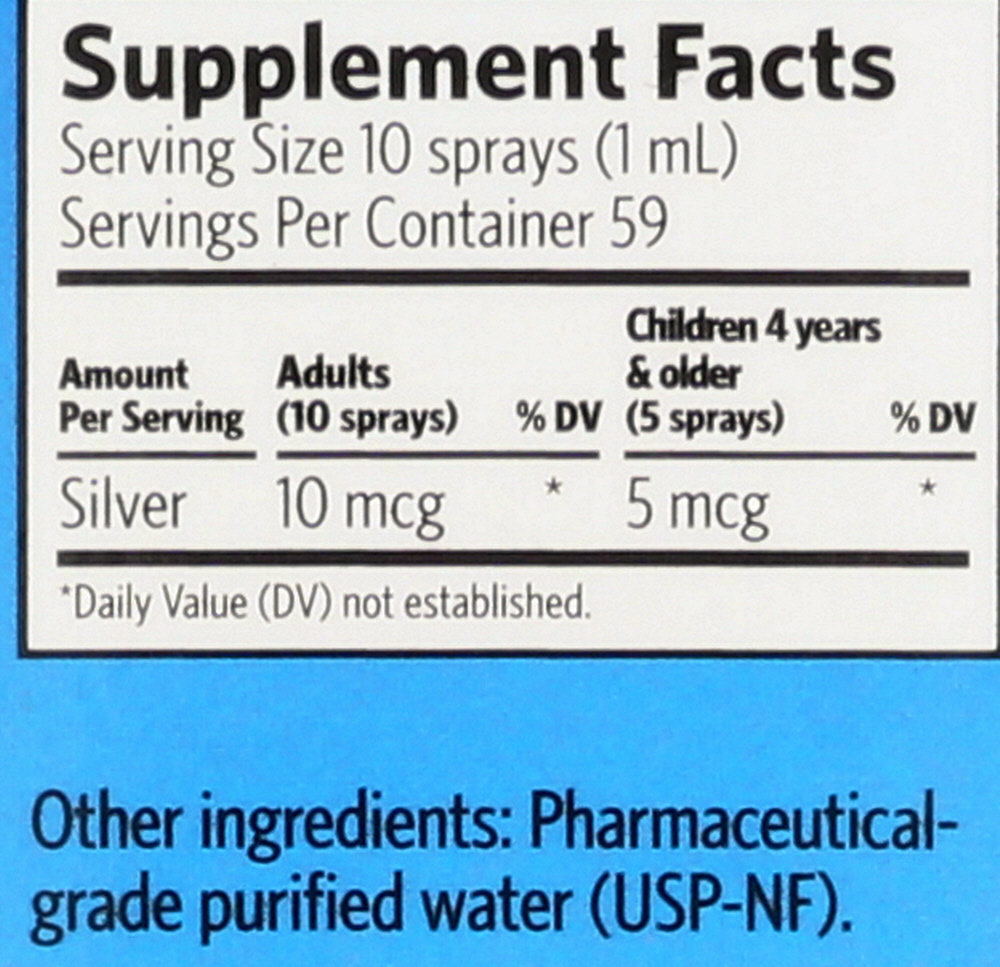 Supplement Facts
Serving Size 10 sprays (1 mL)
Servings Per Container 59
Children 4 years
Amount Adults & older
Per Serving (10 sprays) % DV (5 sprays) % DV
Silver 10 mcg * 5 mcg *
*Daily Value (DV) not established.
Other ingredients: Pharmaceutical-
grade purified water (USP-NF).